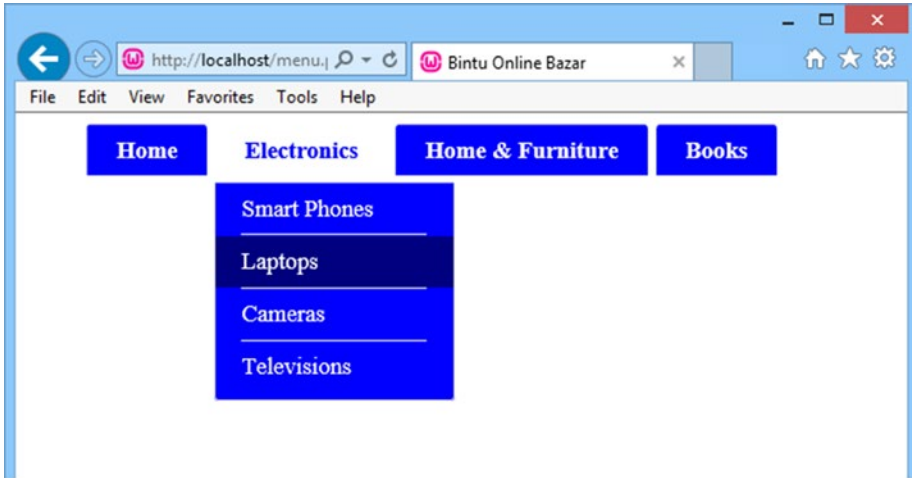 http://localhost/menu.p
Bintu Online Bazar
File Edit View Favorites Tools Help
Home Electronics Home & Furniture Books
Smart Phones
Laptops
Cameras
Televisions